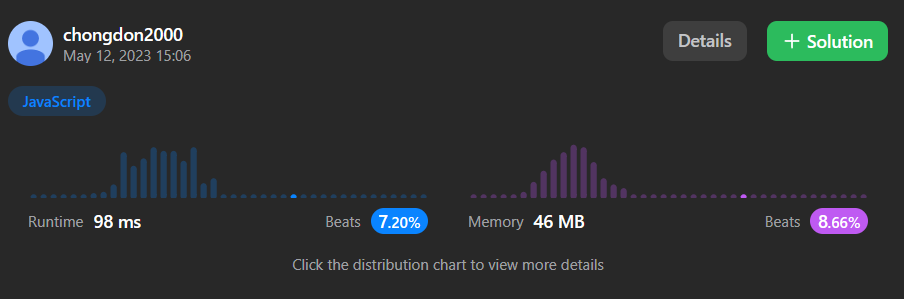 chongdon2000
May 12, 2023 15:06
Details
+ Solution
JavaScript
Runtime 98 ms Beats 7.20%
Memory 46 MB Beats 8.66%
Click the distribution chart to view more details